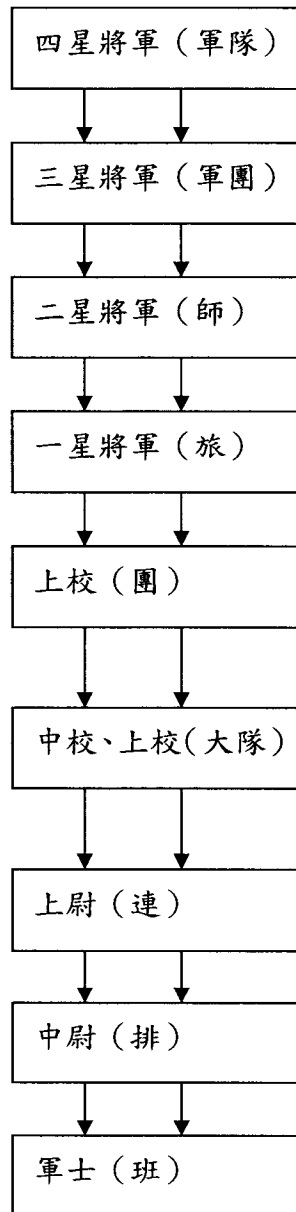 四星將軍（軍隊）
三星將軍（軍團）
二星將軍（師）
一星將軍（旅）
上校（團）
中校、上校（大隊）
上尉（連）
中尉（排）
軍士（班）